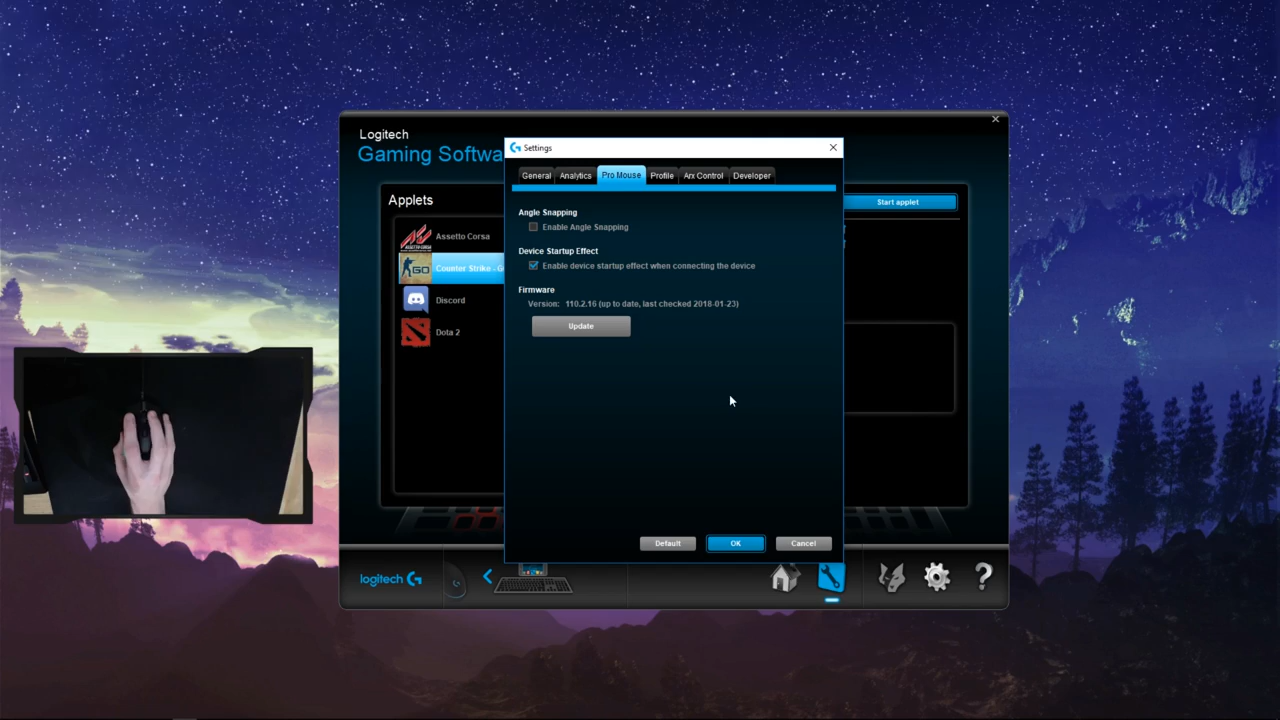 Logitech
Gaming Softwa
Settings
General
Analytics
Pro Mouse
Profile
Arx Control
Developer
Applets
Start applet
Angle Snapping
Enable Angle Snapping
Assetto Corsa
Device Startup Effect
Enable device startup effect when connecting the device
GO
Counter Strike - G
Firmware
Version: 110.2.16 (up to date, last checked 2018-01-23)
Discord
Update
Dota 2
Default
OK
Cancel
logitech